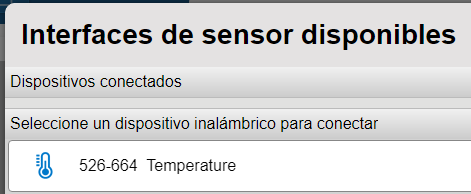 Interfaces de sensor disponibles
Dispositivos conectados
Seleccione un dispositivo inalámbrico para conectar
526-664 Temperature